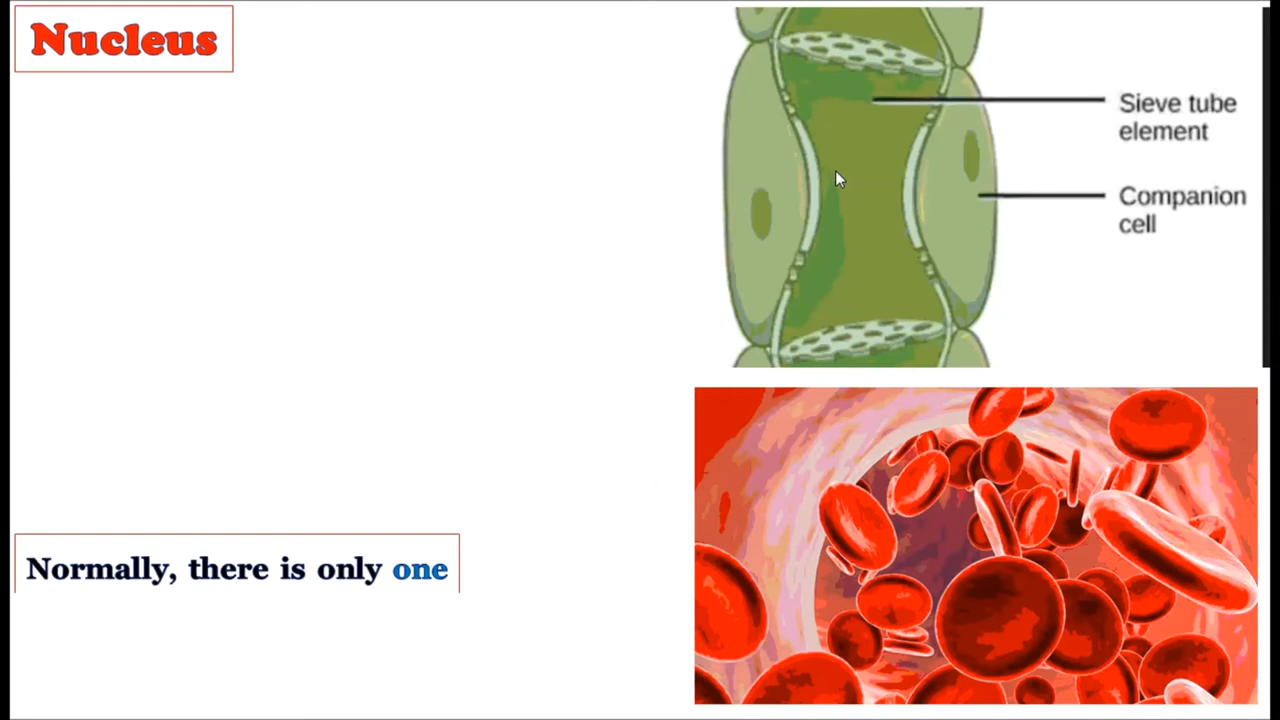 Nucleus
Sieve tube
element
Companion
cell
Normally, there is only one